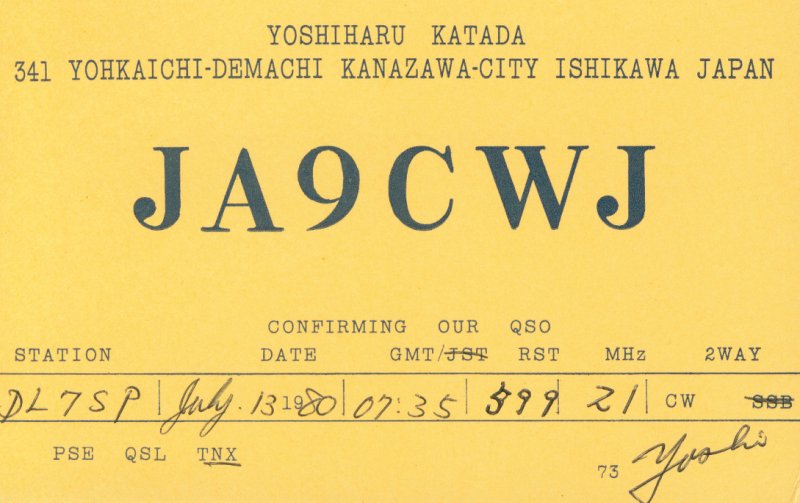 YOSHIHARU KATADA
341 YOHKAICHI-DEMACHI KANAZAWA-CITY ISHIKAWA JAPAN
JA9CWJ
CONFIRMING OUR QSO
STATION DATE GMT/JST RST MHz 2WAY
DL7SP July. 13 1980 07:35 599 21 CW SSB
PSE QSL TNX
73 Yoshi